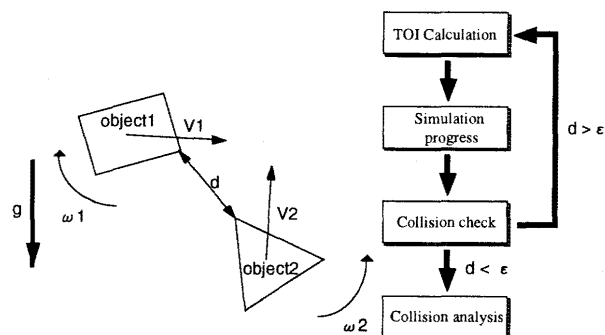 object1
V1
d
V2
g
ω1
object2
ω2
TOI Calculation
Simulation
progress
d > ε
Collision check
d < ε
Collision analysis